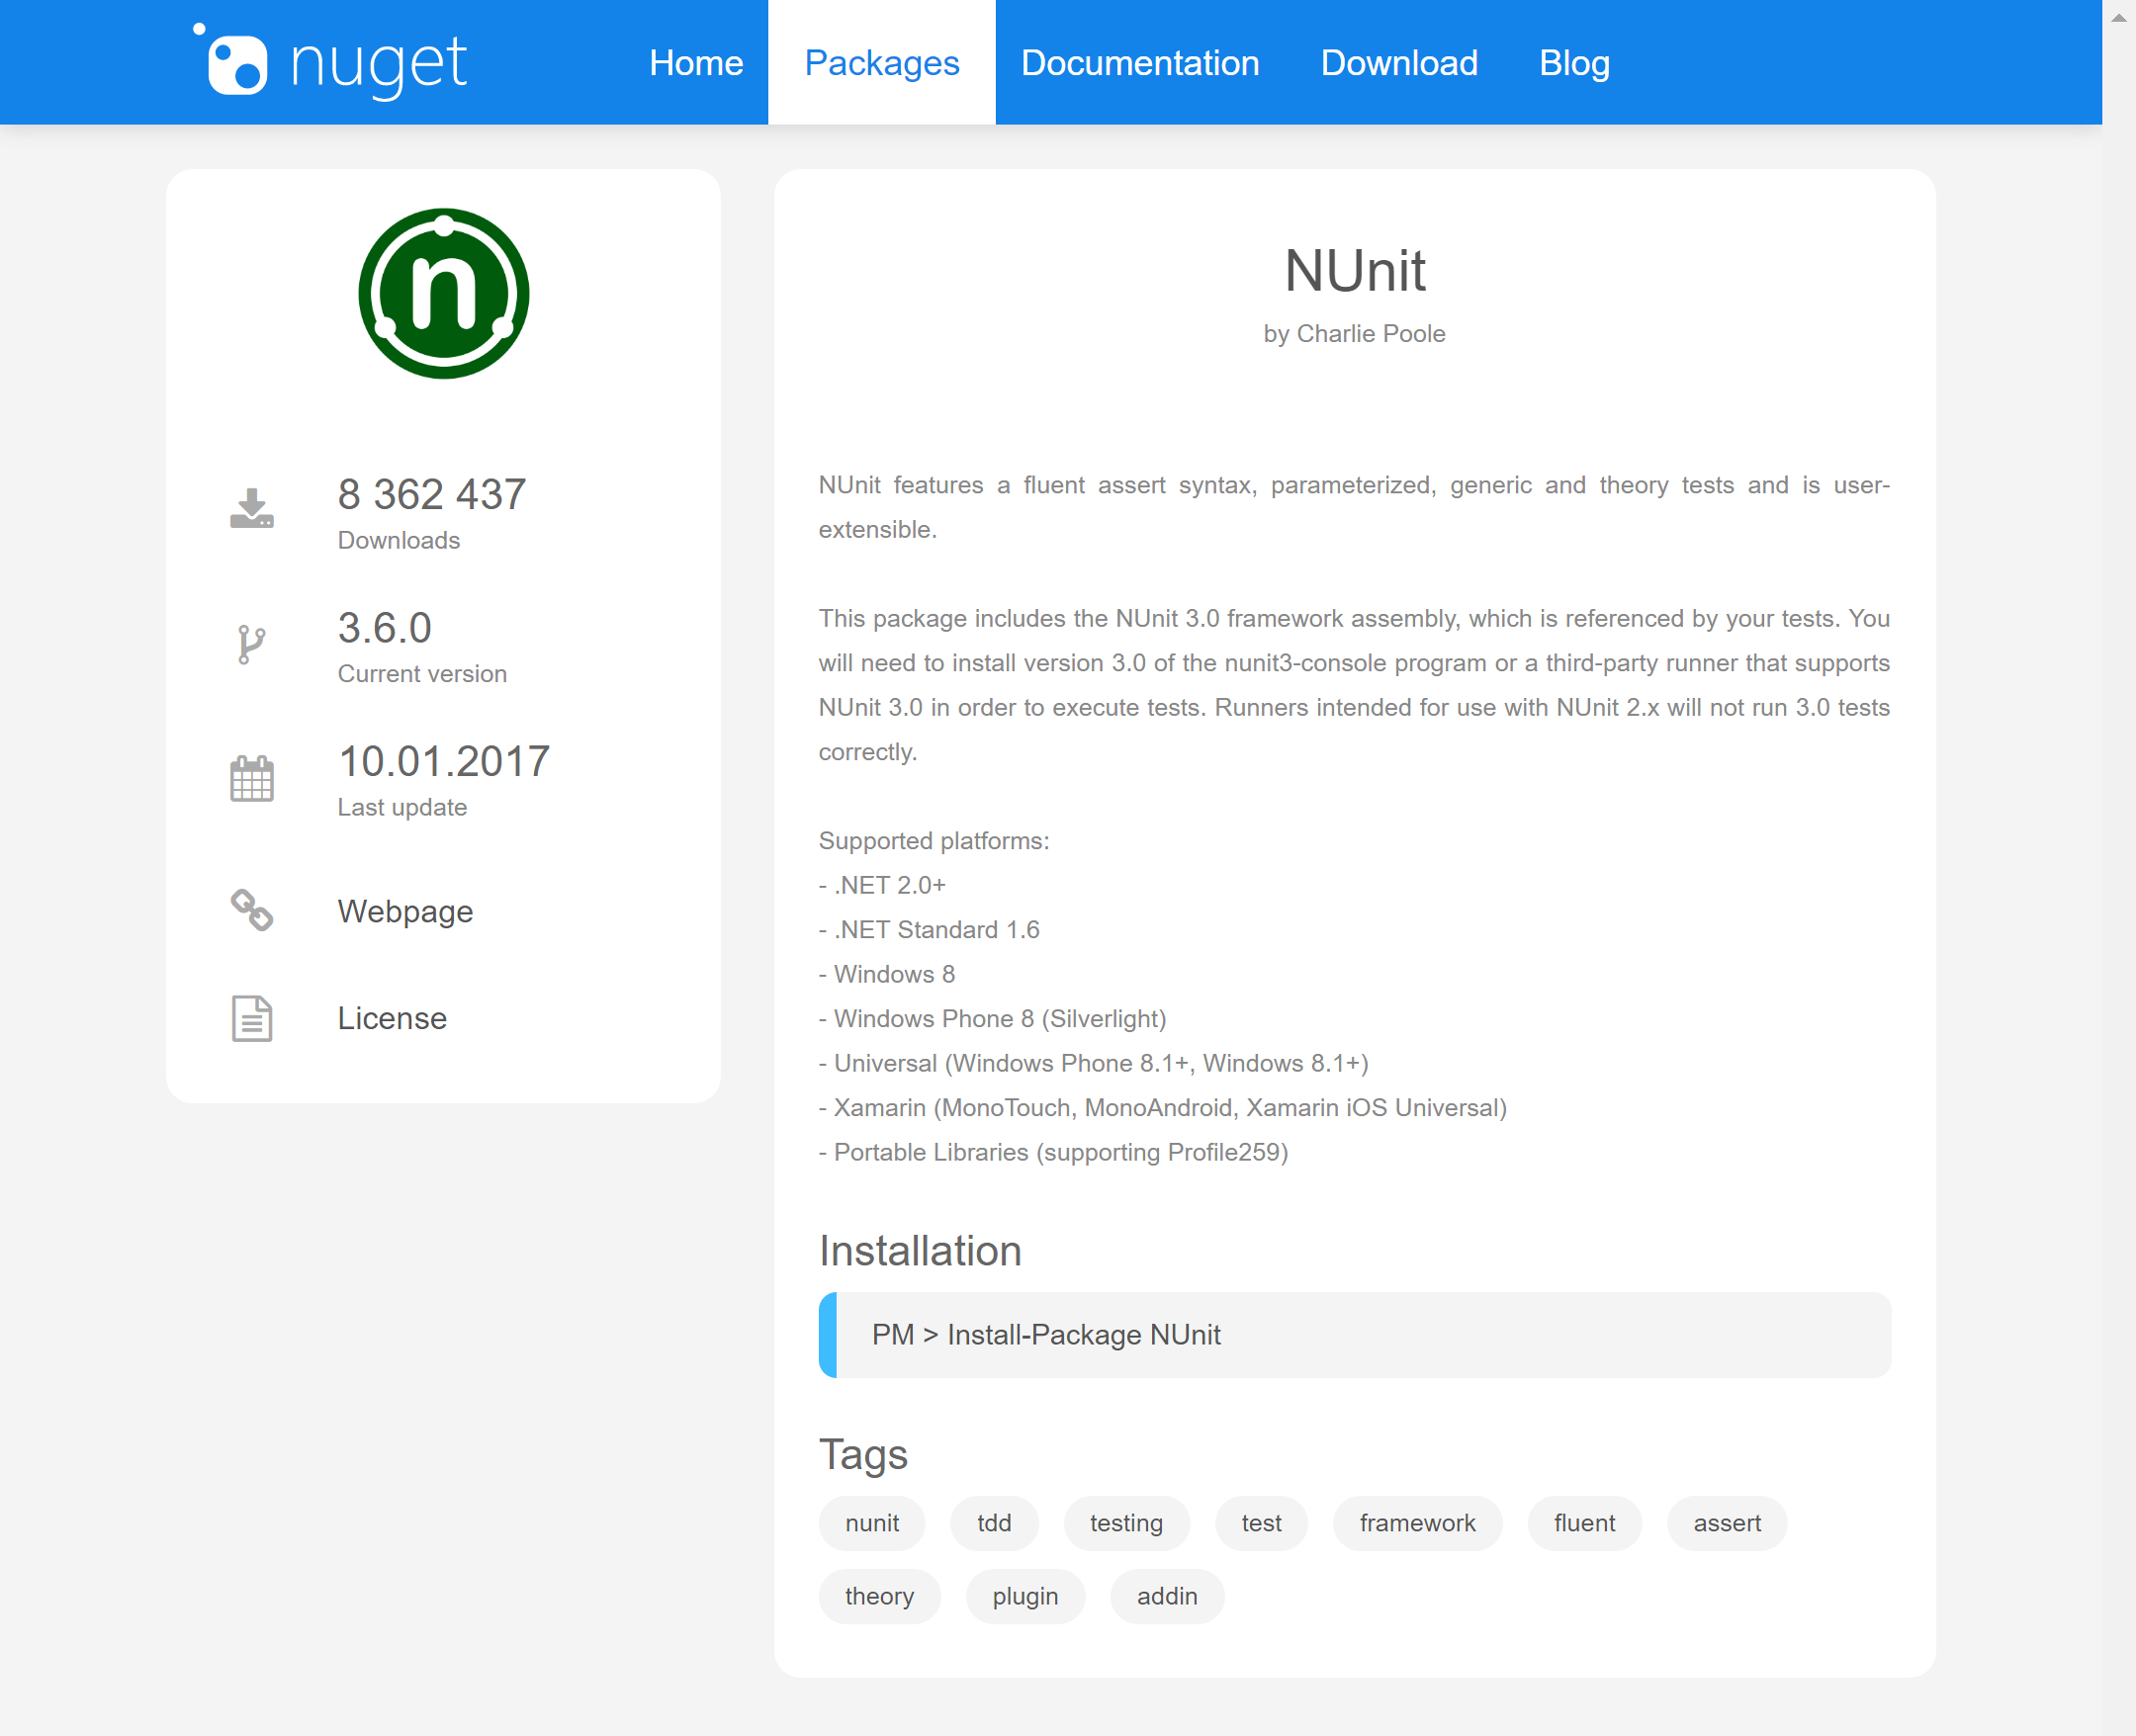 nuget
Home Packages Documentation Download Blog
n
8 362 437
Downloads
3.6.0
Current version
10.01.2017
Last update
Webpage
License
NUnit
by Charlie Poole
NUnit features a fluent assert syntax, parameterized, generic and theory tests and is user-
extensible.
This package includes the NUnit 3.0 framework assembly, which is referenced by your tests. You
will need to install version 3.0 of the nunit3-console program or a third-party runner that supports
NUnit 3.0 in order to execute tests. Runners intended for use with NUnit 2.x will not run 3.0 tests
correctly.
Supported platforms:
- .NET 2.0+
- .NET Standard 1.6
- Windows 8
- Windows Phone 8 (Silverlight)
- Universal (Windows Phone 8.1+, Windows 8.1+)
- Xamarin (MonoTouch, MonoAndroid, Xamarin iOS Universal)
- Portable Libraries (supporting Profile259)
Installation
PM > Install-Package NUnit
Tags
nunit tdd testing test framework fluent assert
theory plugin addin